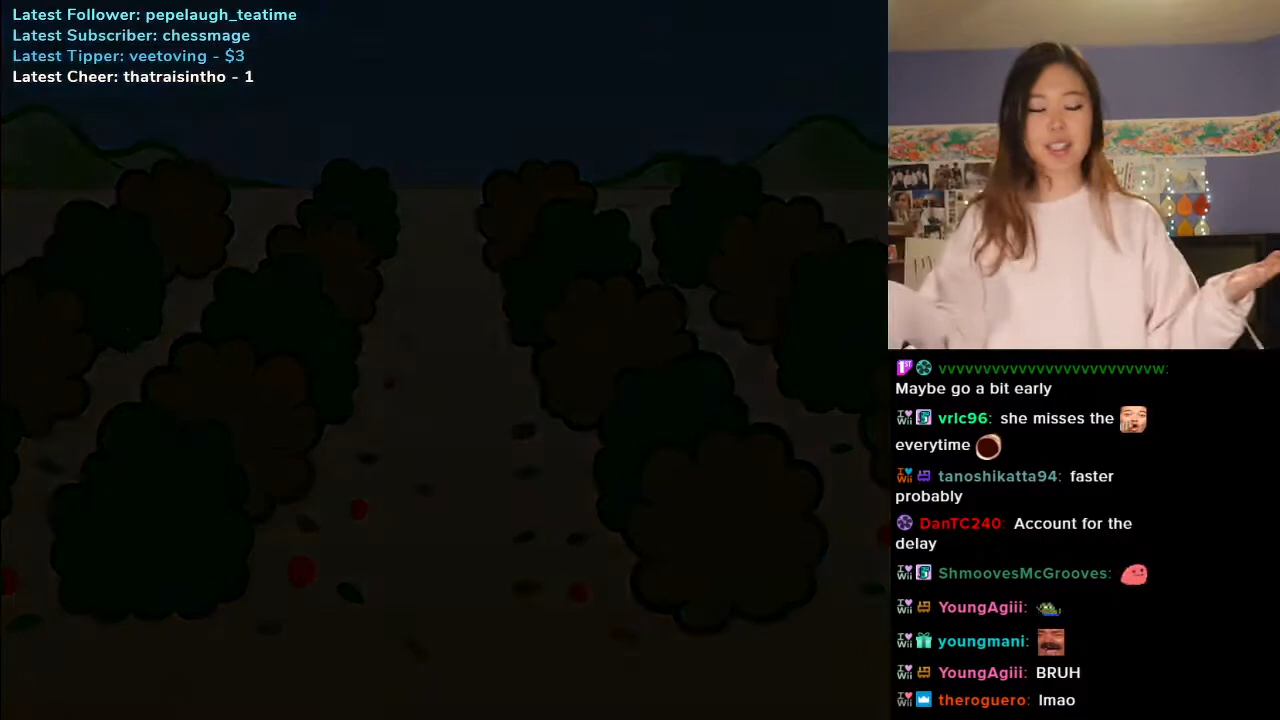 Latest Follower: pepelaugh_teatime
Latest Subscriber: chessmage
Latest Tipper: veetoving - $3
Latest Cheer: thatraisintho - 1
vvvvvvvvvvvvvvvvvvvvvvvvvw:
Maybe go a bit early
vrlc96: she misses the
everytime
tanoshikatta94: faster
probably
DanTC240: Account for the
delay
ShmoovesMcGrooves:
YoungAgiii:
youngmani:
YoungAgiii: BRUH
theroguero: lmao